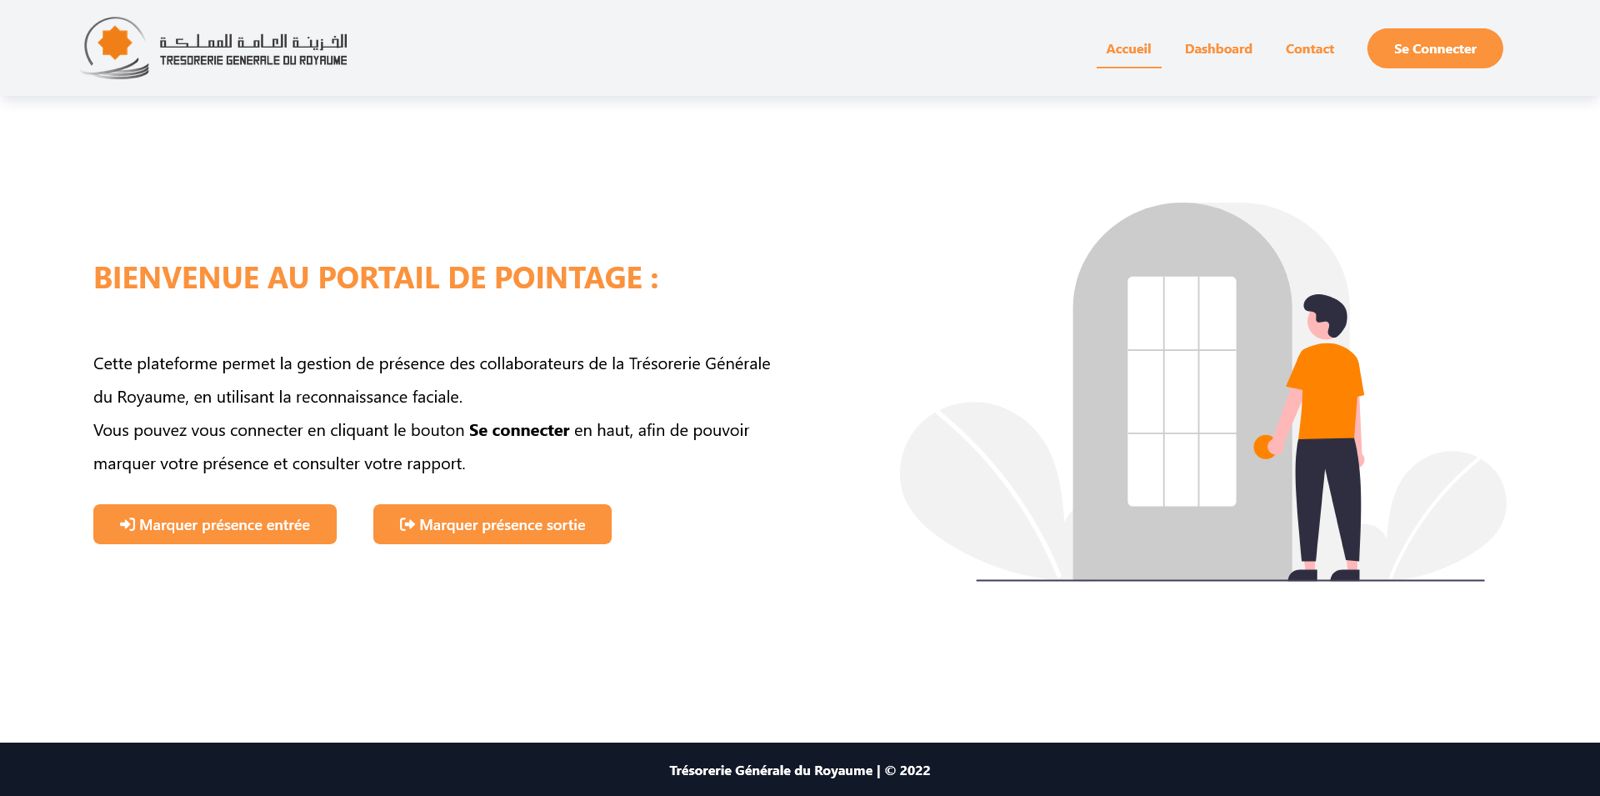 الخزينة العامة للمملكة
TRESORERIE GENERALE DU ROYAUME
Accueil
Dashboard
Contact
Se Connecter
BIENVENUE AU PORTAIL DE POINTAGE :
Cette plateforme permet la gestion de présence des collaborateurs de la Trésorerie Générale
du Royaume, en utilisant la reconnaissance faciale.
Vous pouvez vous connecter en cliquant le bouton Se connecter en haut, afin de pouvoir
marquer votre présence et consulter votre rapport.
Marquer présence entrée
Marquer présence sortie
Trésorerie Générale du Royaume | © 2022